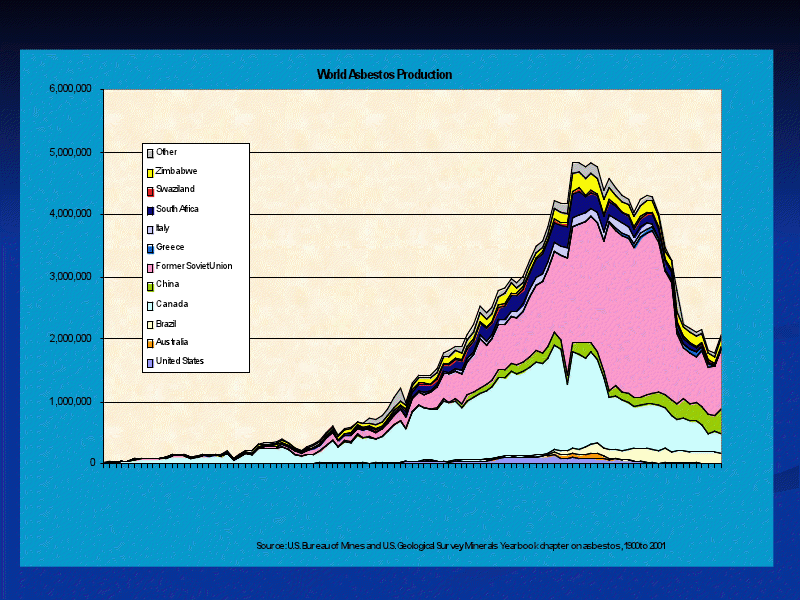 World Asbestos Production
6,000,000
5,000,000
4,000,000
3,000,000
2,000,000
1,000,000
0
Other
Zimbabwe
Swaziland
South Africa
Italy
Greece
Former Soviet Union
China
Canada
Brazil
Australia
United States
Source: U.S. Bureau of Mines and U.S. Geological Survey Minerals Yearbook chapter on asbestos, 1900 to 2001